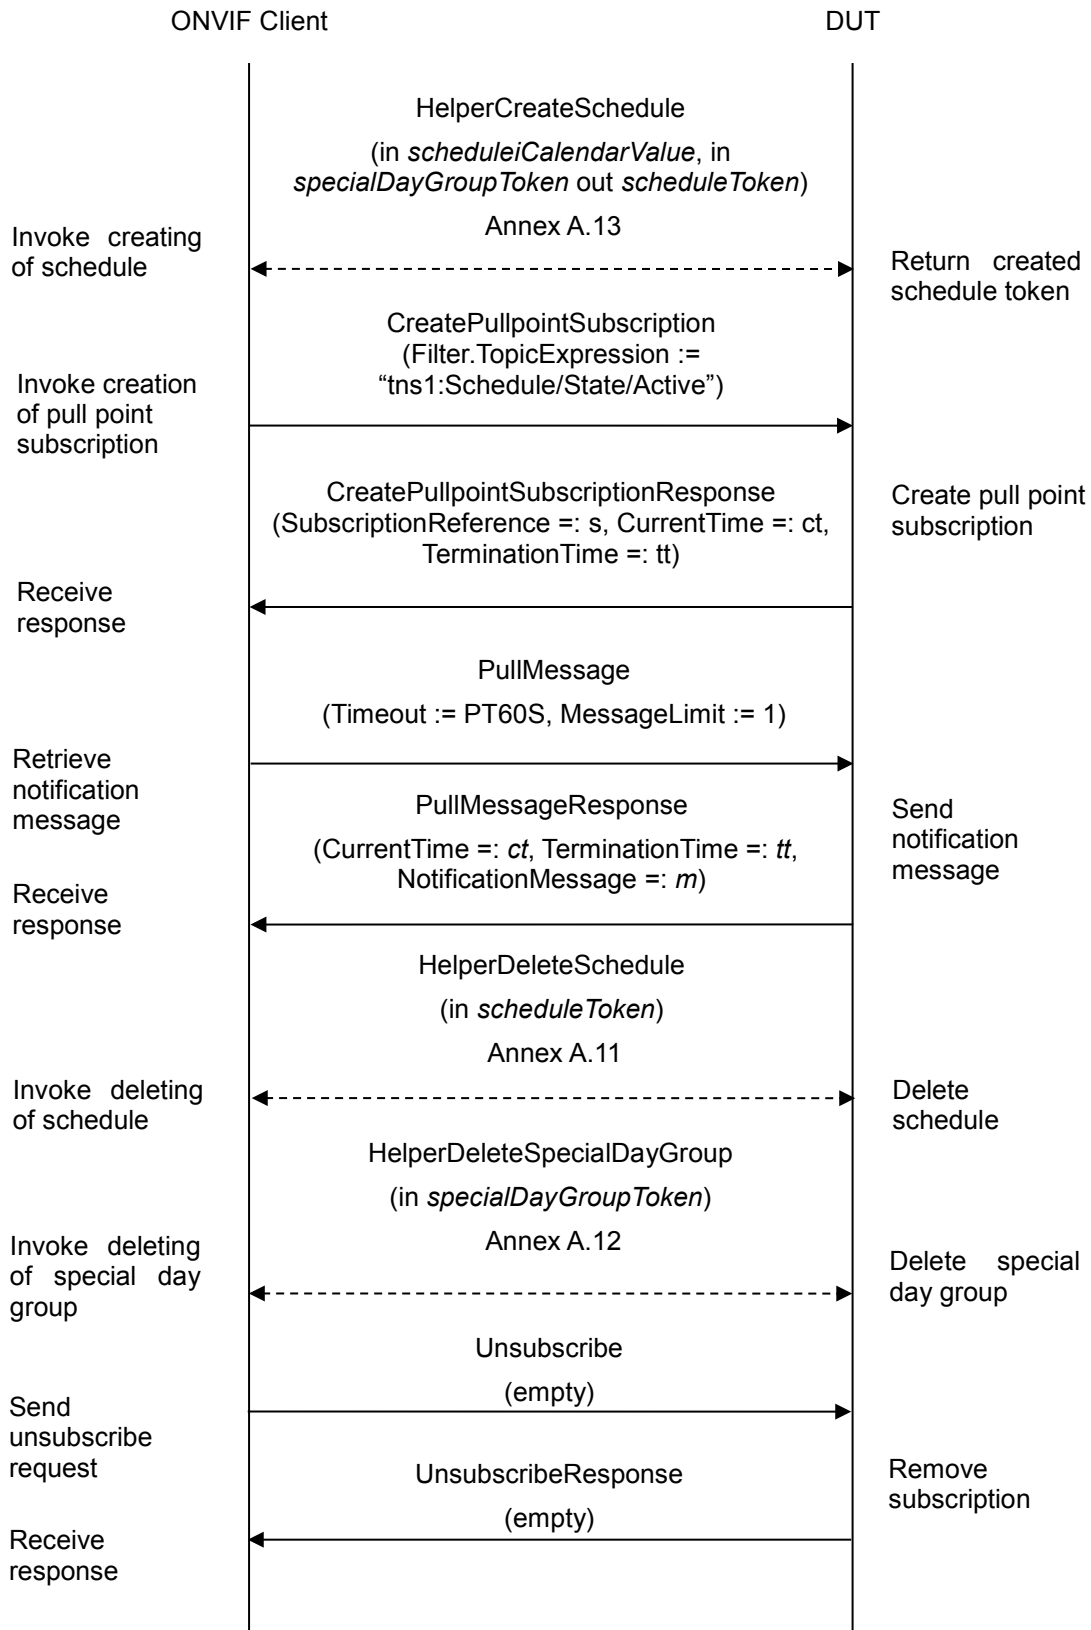 ONVIF Client
DUT
HelperCreateSchedule
(in scheduleiCalendarValue, in
specialDayGroupToken out scheduleToken)
Annex A.13
Invoke creating
of schedule
Return created
schedule token
CreatePullpointSubscription
(Filter.TopicExpression :=
“tns1:Schedule/State/Active”)
Invoke creation
of pull point
subscription
CreatePullpointSubscriptionResponse
(SubscriptionReference =: s, CurrentTime =: ct,
TerminationTime =: tt)
Create pull point
subscription
Receive
response
PullMessage
(Timeout := PT60S, MessageLimit := 1)
Retrieve
notification
message
PullMessageResponse
(CurrentTime =: ct, TerminationTime =: tt,
NotificationMessage =: m)
Send
notification
message
Receive
response
HelperDeleteSchedule
(in scheduleToken)
Annex A.11
Invoke deleting
of schedule
Delete
schedule
HelperDeleteSpecialDayGroup
(in specialDayGroupToken)
Annex A.12
Invoke deleting
of special day
group
Delete special
day group
Unsubscribe
(empty)
Send
unsubscribe
request
UnsubscribeResponse
(empty)
Remove
subscription
Receive
response